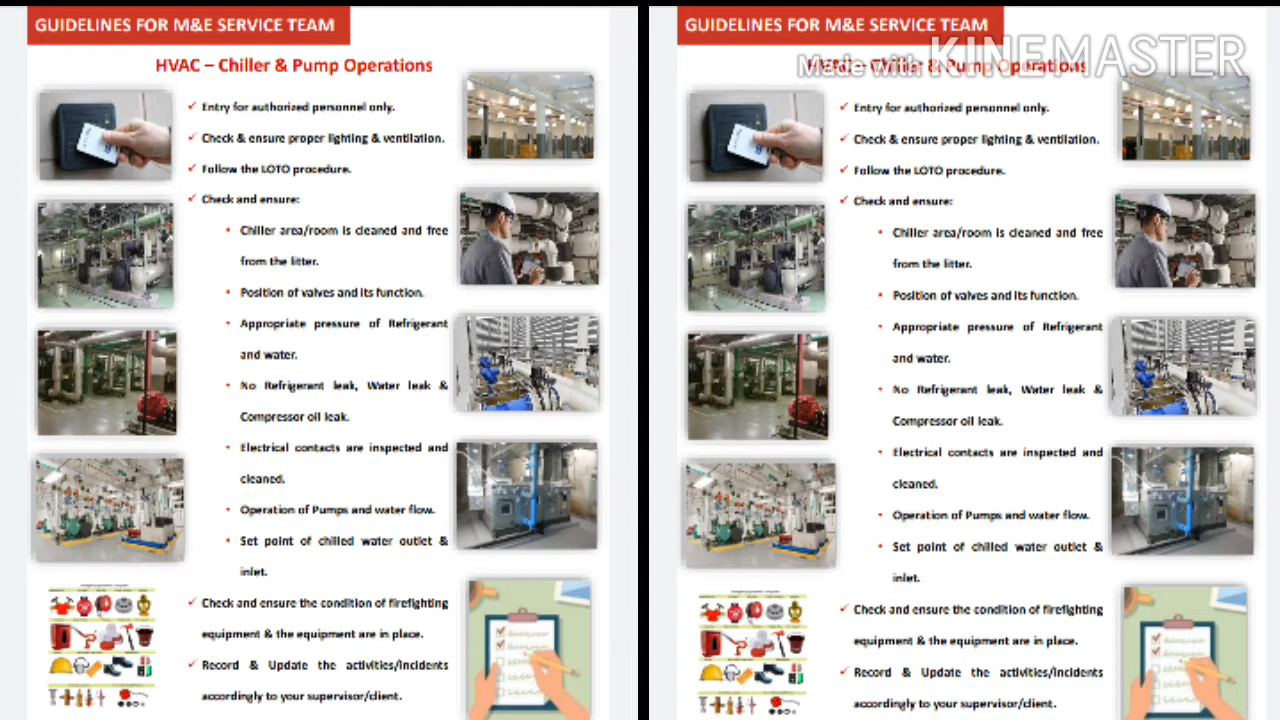 GUIDELINES FOR M&E SERVICE TEAM
HVAC – Chiller & Pump Operations
✓ Entry for authorized personnel only.
✓ Check & ensure proper lighting & ventilation.
✓ Follow the LOTO procedure.
✓ Check and ensure:
• Chiller area/room is cleaned and free
from the litter.
• Position of valves and its function.
• Appropriate pressure of Refrigerant
and water.
• No Refrigerant leak, Water leak &
Compressor oil leak.
• Electrical contacts are inspected and
cleaned.
• Operation of Pumps and water flow.
• Set point of chilled water outlet &
inlet.
✓ Check and ensure the condition of firefighting
equipment & the equipment are in place.
✓ Record & Update the activities/incidents
accordingly to your supervisor/client.
GUIDELINES FOR M&E SERVICE TEAM
Made with KINEMASTER
HVAC – Chiller & Pump Operations
✓ Entry for authorized personnel only.
✓ Check & ensure proper lighting & ventilation.
✓ Follow the LOTO procedure.
✓ Check and ensure:
• Chiller area/room is cleaned and free
from the litter.
• Position of valves and its function.
• Appropriate pressure of Refrigerant
and water.
• No Refrigerant leak, Water leak &
Compressor oil leak.
• Electrical contacts are inspected and
cleaned.
• Operation of Pumps and water flow.
• Set point of chilled water outlet &
inlet.
✓ Check and ensure the condition of firefighting
equipment & the equipment are in place.
✓ Record & Update the activities/incidents
accordingly to your supervisor/client.